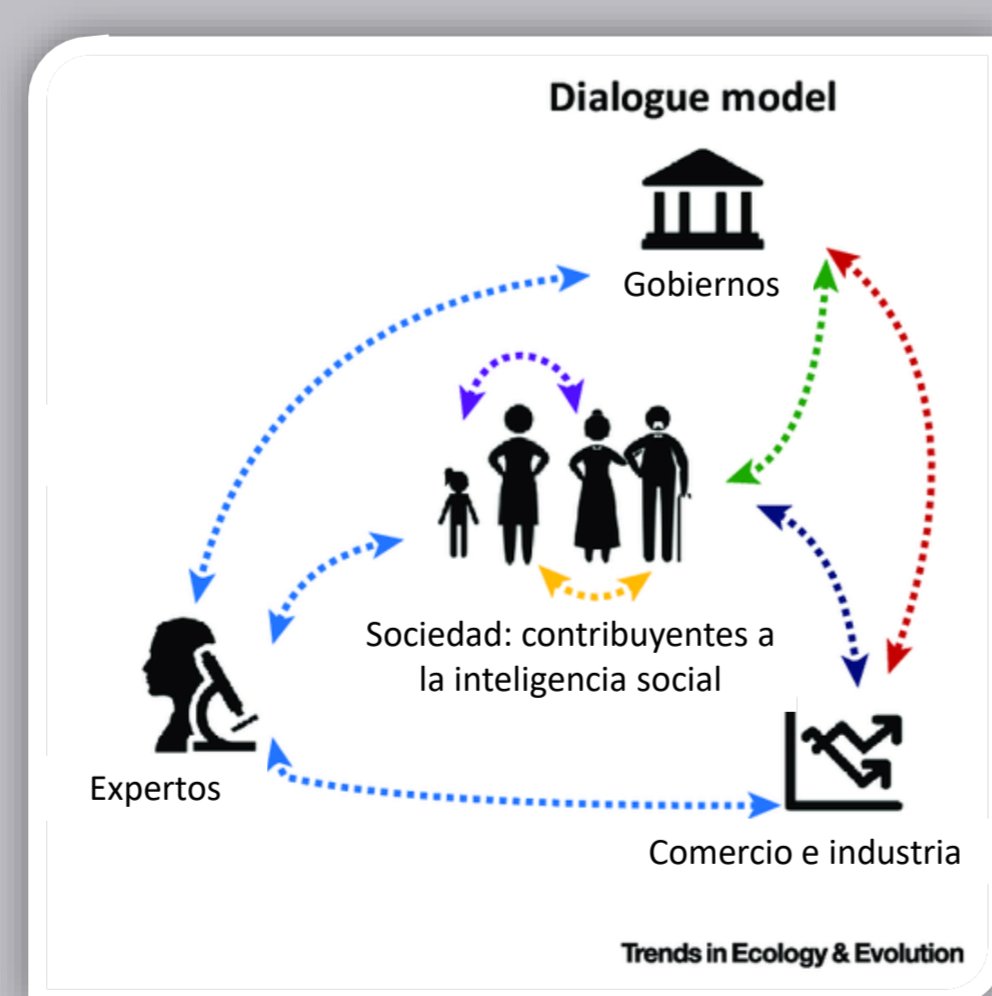 Dialogue model
Gobiernos
Sociedad: contribuyentes a
la inteligencia social
Expertos
Comercio e industria
Trends in Ecology & Evolution